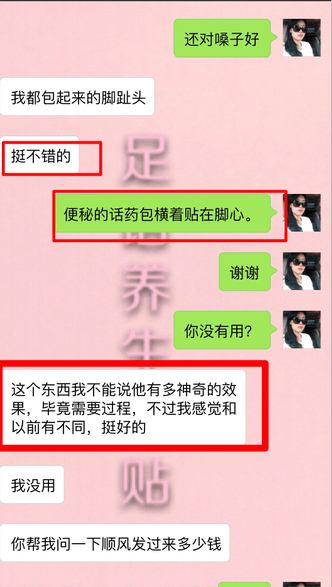 还对嗓子好
我都包起来的脚趾头
挺不错的
便秘的话药包横着贴在脚心。
谢谢
你没有用？
这个东西我不能说他有多神奇的效
果，毕竟需要过程，不过我感觉和
以前有不同，挺好的
我没用
你帮我问一下顺风发过来多少钱
足
养
生
贴